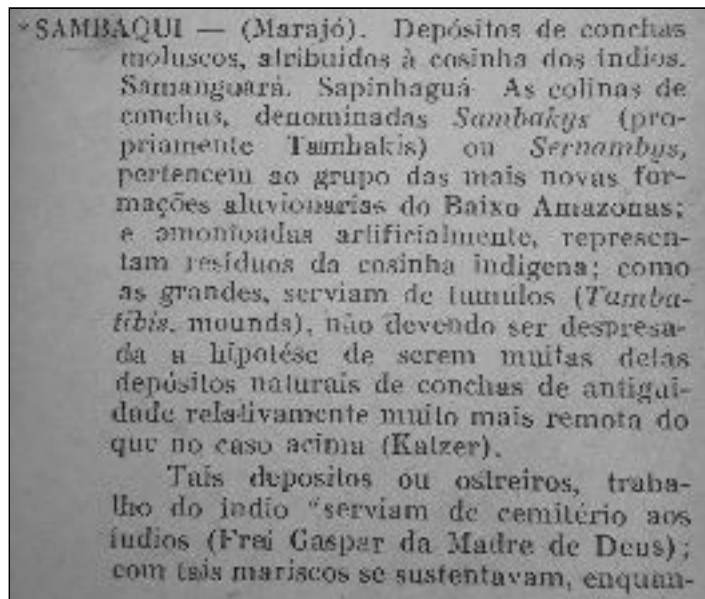 *SAMBAQUI — (Marajó). Depósitos de conchas
moluscos, atribuidos à cosinha dos índios.
Samangoará. Sapinhaguá- As colinas de
conchas, denominadas Sambakys (pro-
priamente Tambakis) ou Sernambys,
pertencem ao grupo das mais novas for-
mações aluvionarias do Baixo Amazonas;
e amontoadas artificialmente, represen-
tam resíduos da cosinha indigena; como
as grandes, serviam de tumulos (Tamba-
tibis, mounds), não devendo ser despresa-
da a hipotése de serem muitas delas
depósitos naturais de conchas de antigui-
dade relativamente muito mais remota do
que no caso acima (Katzer).
Tais depositos ou ostreiros, traba-
lho do índio "serviam de cemitério aos
índios (Frei Gaspar da Madre de Deus);
com tais mariscos se sustentavam, enquan-